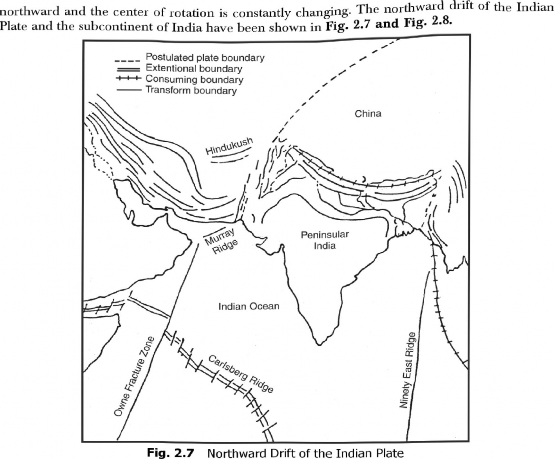 northward and the center of rotation is constantly changing. The northward drift of the Indian
Plate and the subcontinent of India have been shown in Fig. 2.7 and Fig. 2.8.
Postulated plate boundary
Extentional boundary
Consuming boundary
Transform boundary
China
Hindukush
Murray
Ridge
Peninsular
India
Indian Ocean
Owne Fracture Zone
Carlsberg Ridge
Ninety East Ridge
Fig. 2.7 Northward Drift of the Indian Plate